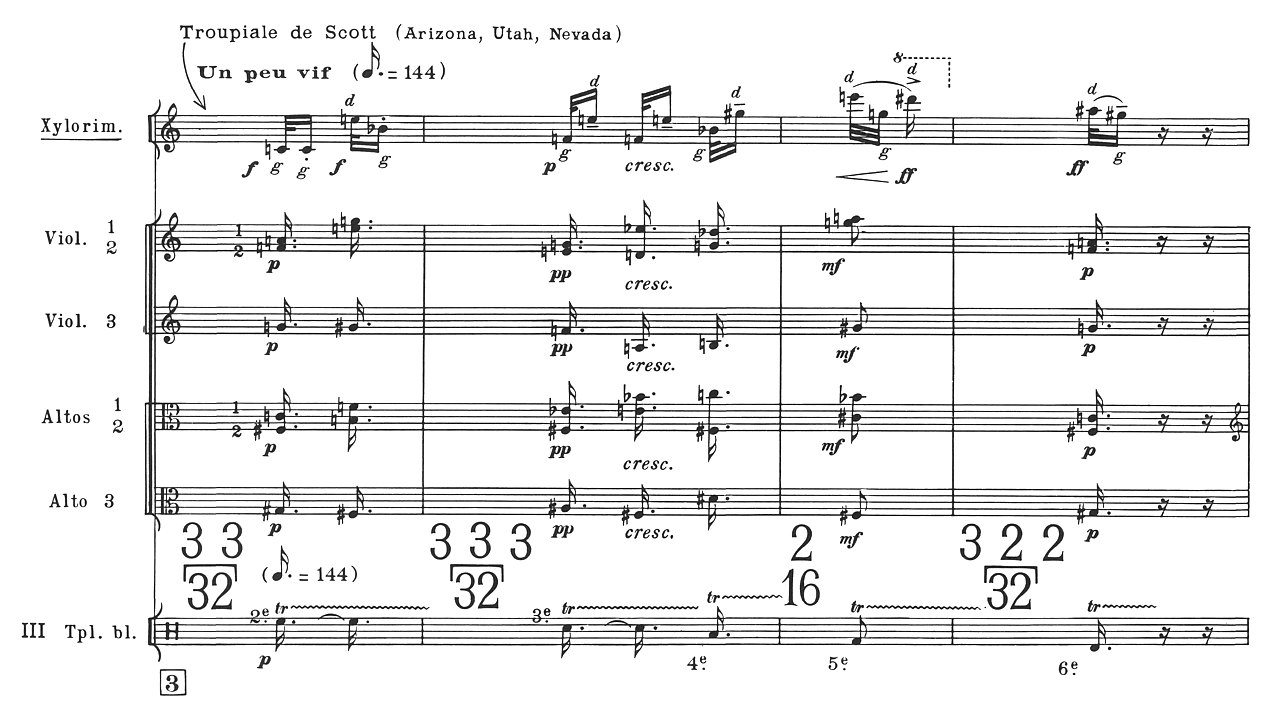 Troupiale de Scott (Arizona, Utah, Nevada)
Un peu vif ( . = 144)
8
d d d d d d
Xylorim.
f g g f g p g cresc. g g ff ff g
Viol. 1 2
1 2
p pp cresc. mf p
Viol. 3
p pp cresc. mf p
Altos 1 2
1 2
p pp cresc. mf p
Alto 3
p pp cresc. mf p
3 3 3 3 3 2 3 2 2
32 32 16 32
( . = 144)
2e tr 3e tr tr tr tr
III Tpl. bl.
p 4e 5e 6e
3